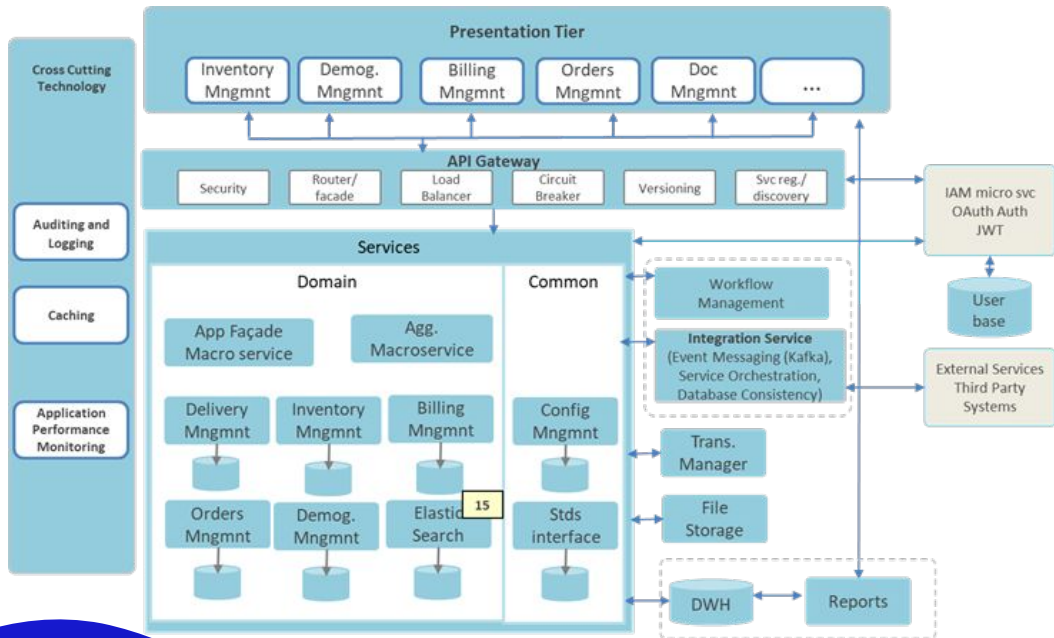 Cross Cutting
Technology
Auditing and
Logging
Caching
Application
Performance
Monitoring
Presentation Tier
Inventory
Mngmnt
Demog.
Mngmnt
Billing
Mngmnt
Orders
Mngmnt
Doc
Mngmnt
...
API Gateway
Security
Router/
facade
Load
Balancer
Circuit
Breaker
Versioning
Svc reg./
discovery
IAM micro svc
OAuth Auth
JWT
User
base
External Services
Third Party
Systems
Services
Domain
Common
App Façade
Macro service
Agg.
Macroservice
Delivery
Mngmnt
Inventory
Mngmnt
Billing
Mngmnt
Config
Mngmnt
Orders
Mngmnt
Demog.
Mngmnt
Elastic
Search
15
Stds
interface
Workflow
Management
Integration Service
(Event Messaging (Kafka),
Service Orchestration,
Database Consistency)
Trans.
Manager
File
Storage
DWH
Reports